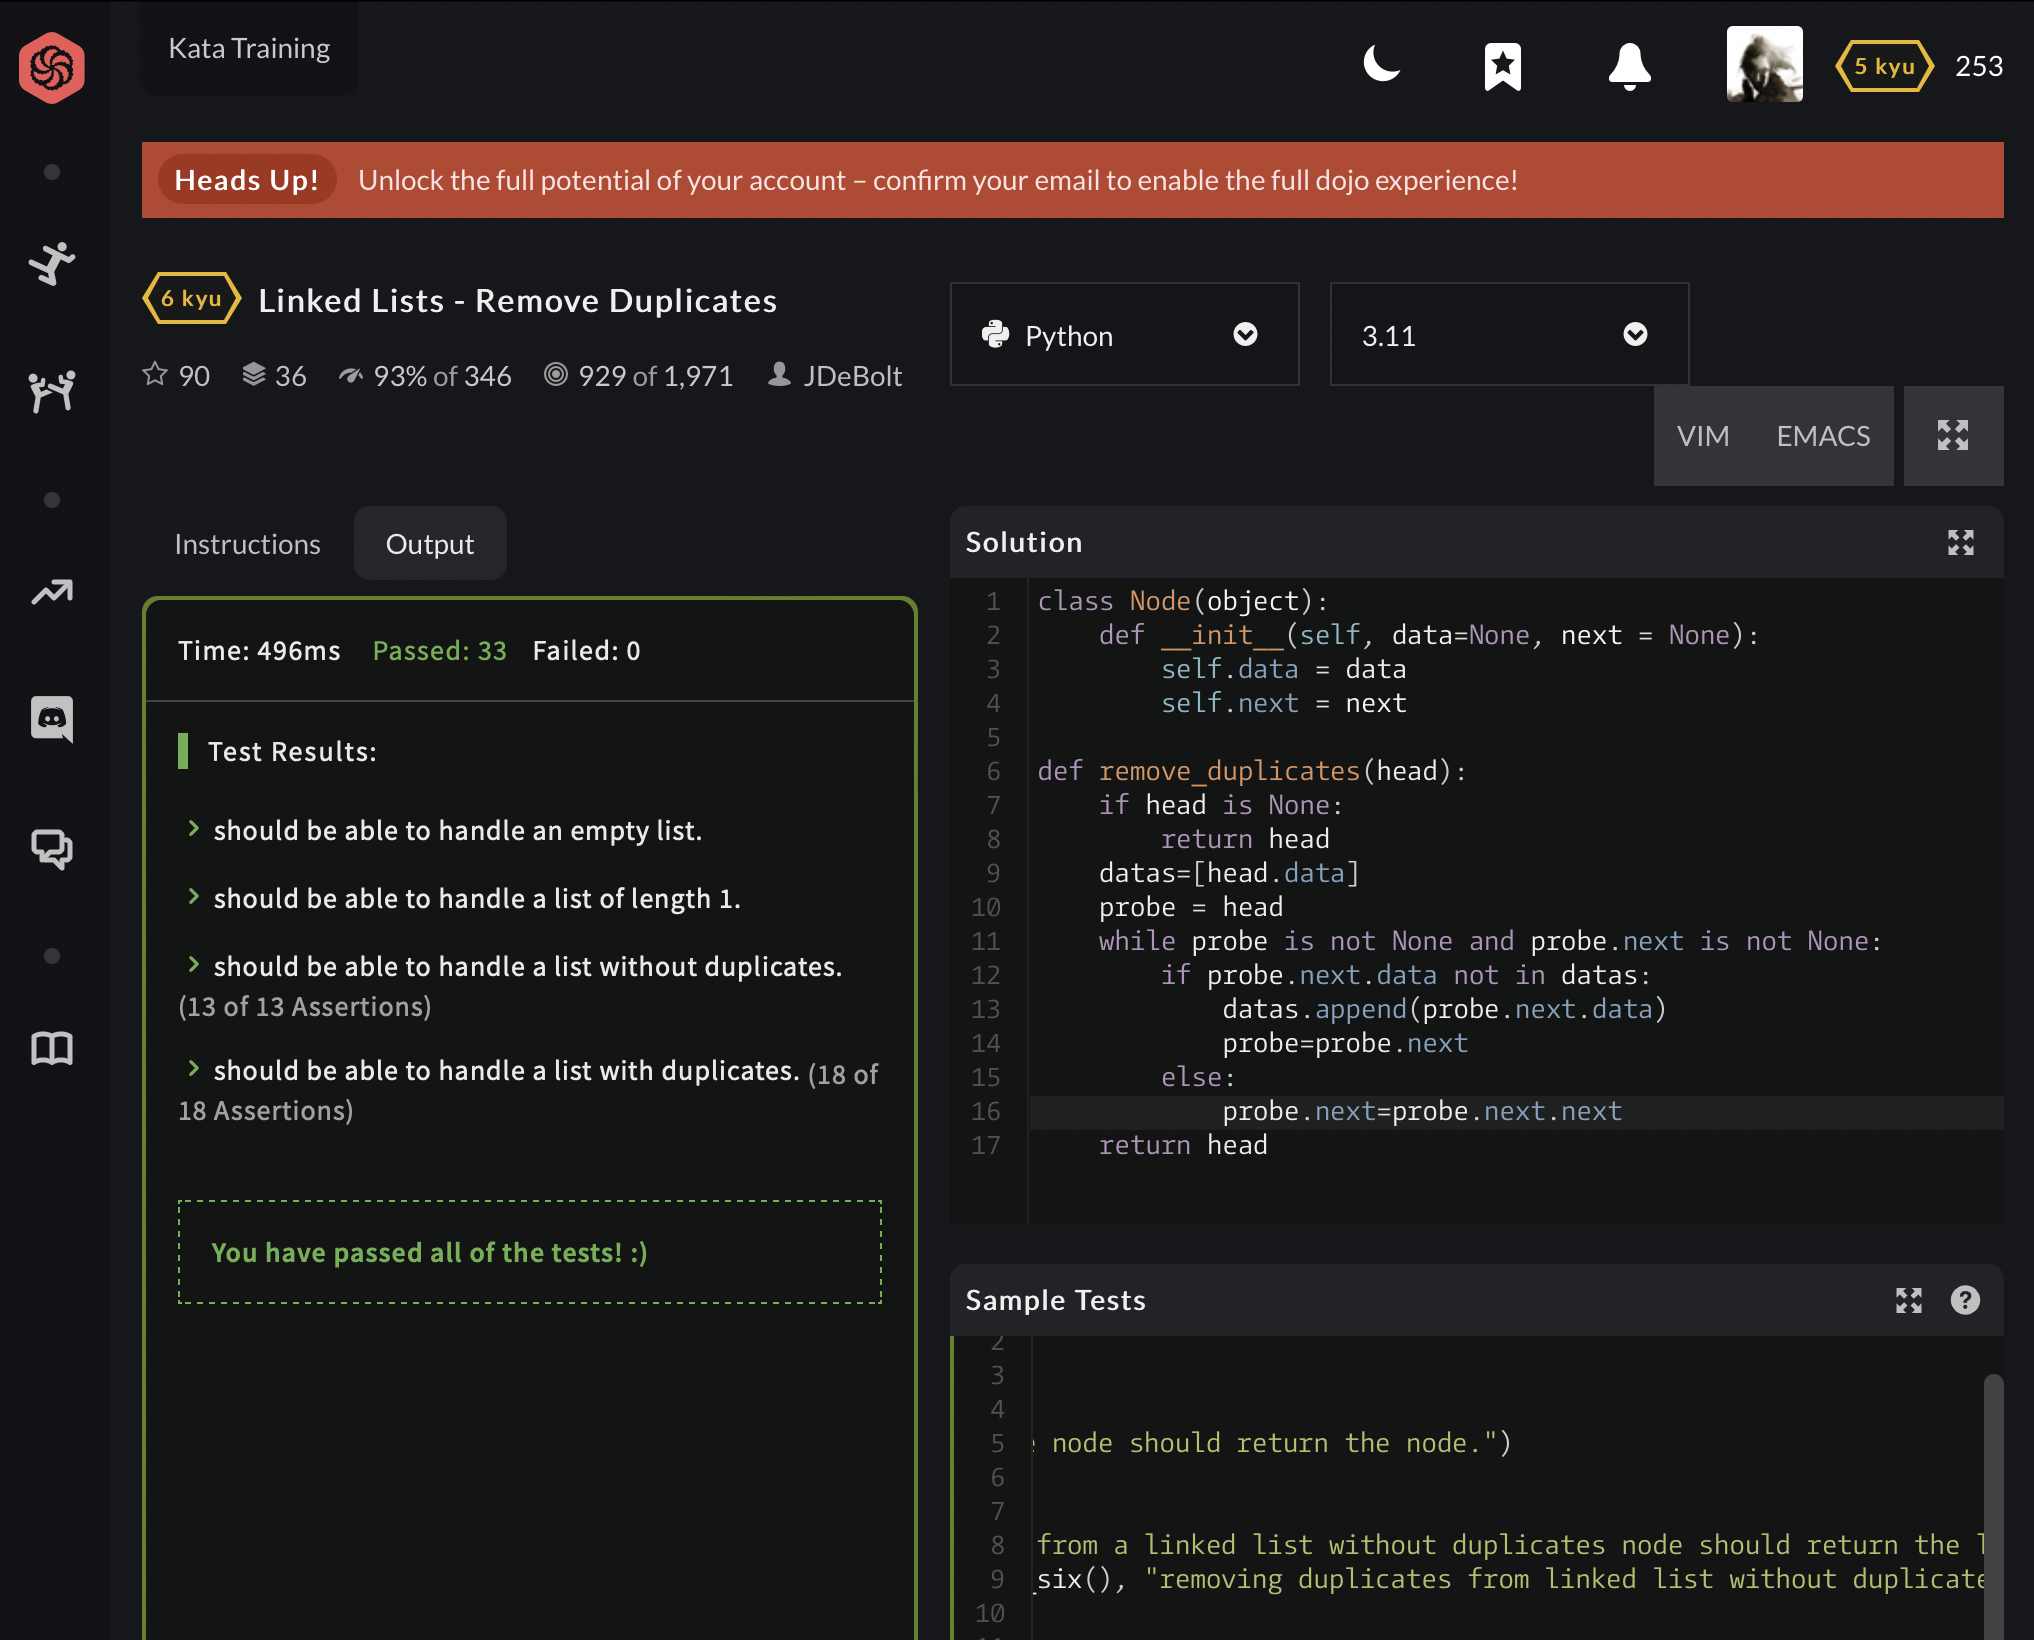 Kata Training
5 kyu 253
Heads Up! Unlock the full potential of your account – confirm your email to enable the full dojo experience!
6 kyu Linked Lists - Remove Duplicates
90 36 93% of 346 929 of 1,971 JDeBolt
Python
3.11
VIM EMACS
Instructions Output
Time: 496ms Passed: 33 Failed: 0
Test Results:
should be able to handle an empty list.
should be able to handle a list of length 1.
should be able to handle a list without duplicates.
(13 of 13 Assertions)
should be able to handle a list with duplicates. (18 of
18 Assertions)
You have passed all of the tests! :)
Solution
1 class Node(object):
2     def __init__(self, data=None, next = None):
3         self.data = data
4         self.next = next
5
6 def remove_duplicates(head):
7     if head is None:
8         return head
9     datas=[head.data]
10     probe = head
11     while probe is not None and probe.next is not None:
12         if probe.next.data not in datas:
13             datas.append(probe.next.data)
14             probe=probe.next
15         else:
16             probe.next=probe.next.next
17     return head
Sample Tests
2
3
4
5 node should return the node.")
6
7
8 from a linked list without duplicates node should return the
9 _six(), "removing duplicates from linked list without duplicate
10